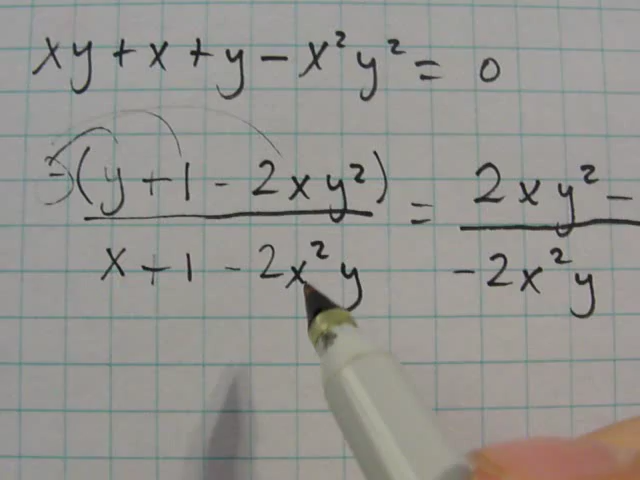 xy + x + y - x²y² = 0
-(y + 1 - 2xy²) = 2xy² -
x + 1 - 2x²y   -2x²y